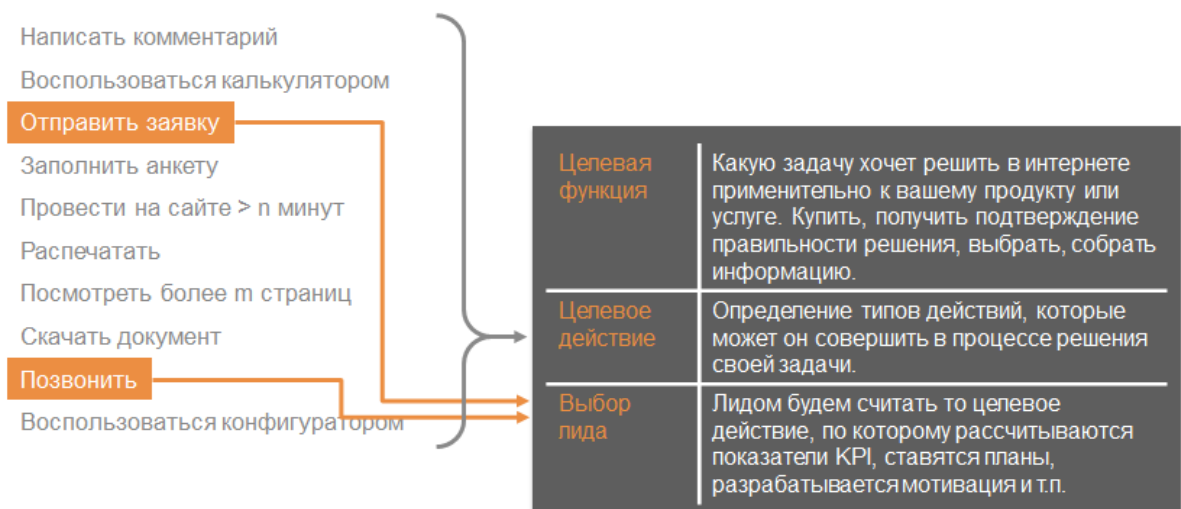 Написать комментарий
Воспользоваться калькулятором
Отправить заявку
Заполнить анкету
Провести на сайте > n минут
Распечатать
Посмотреть более m страниц
Скачать документ
Позвонить
Воспользоваться конфигуратором
Целевая
функция
Какую задачу хочет решить в интернете
применительно к вашему продукту или
услуге. Купить, получить подтверждение
правильности решения, выбрать, собрать
информацию.
Целевое
действие
Определение типов действий, которые
может он совершить в процессе решения
своей задачи.
Выбор
лида
Лидом будем считать то целевое
действие, по которому рассчитываются
показатели KPI, ставятся планы,
разрабатывается мотивация и т.п.